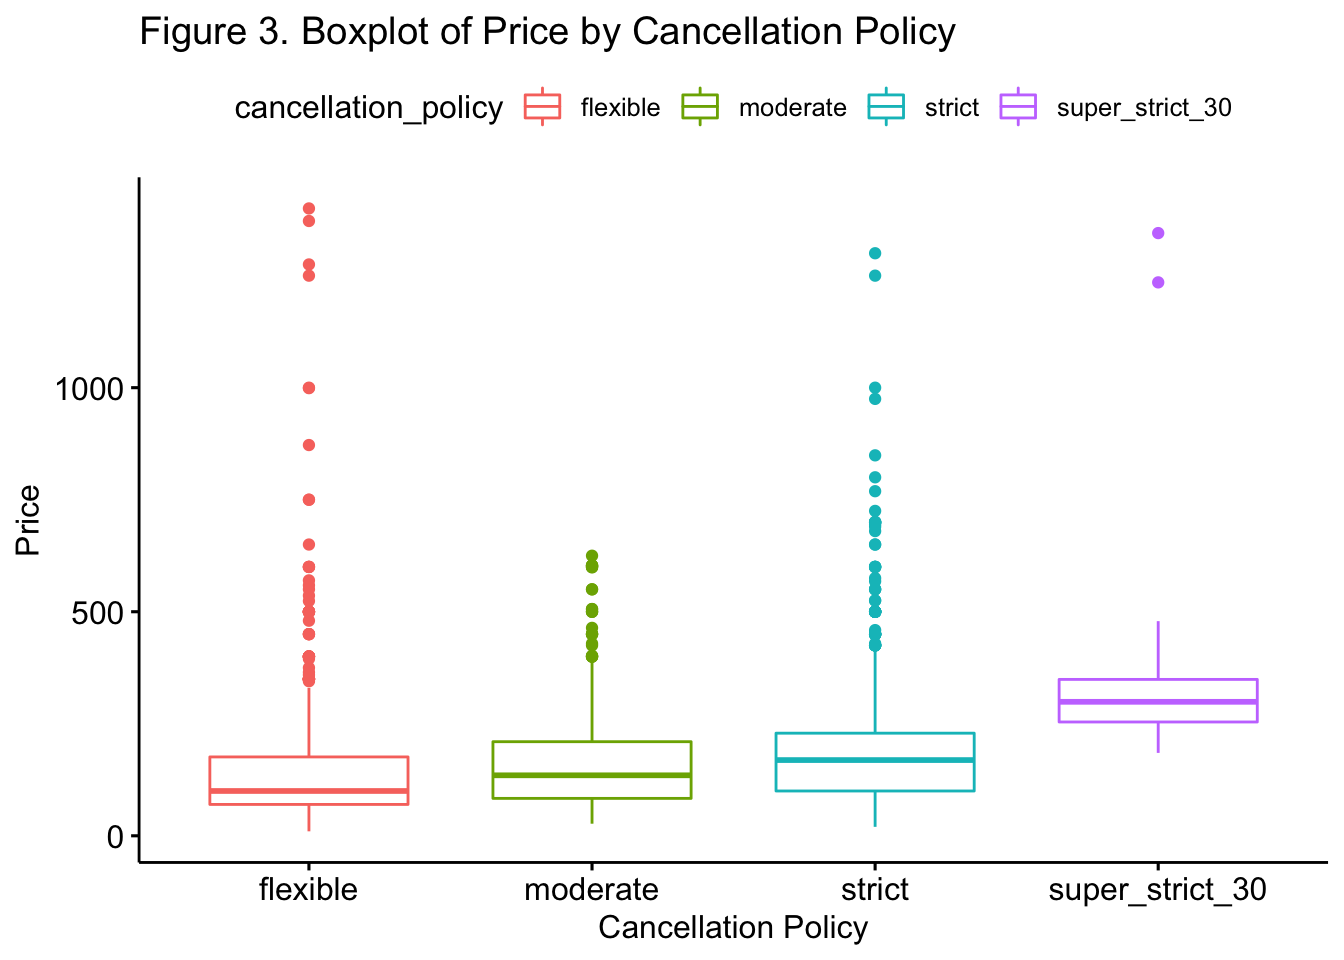 Figure 3. Boxplot of Price by Cancellation Policy
cancellation_policy flexible moderate strict super_strict_30
1000
Price
500
0
flexible moderate strict super_strict_30
Cancellation Policy